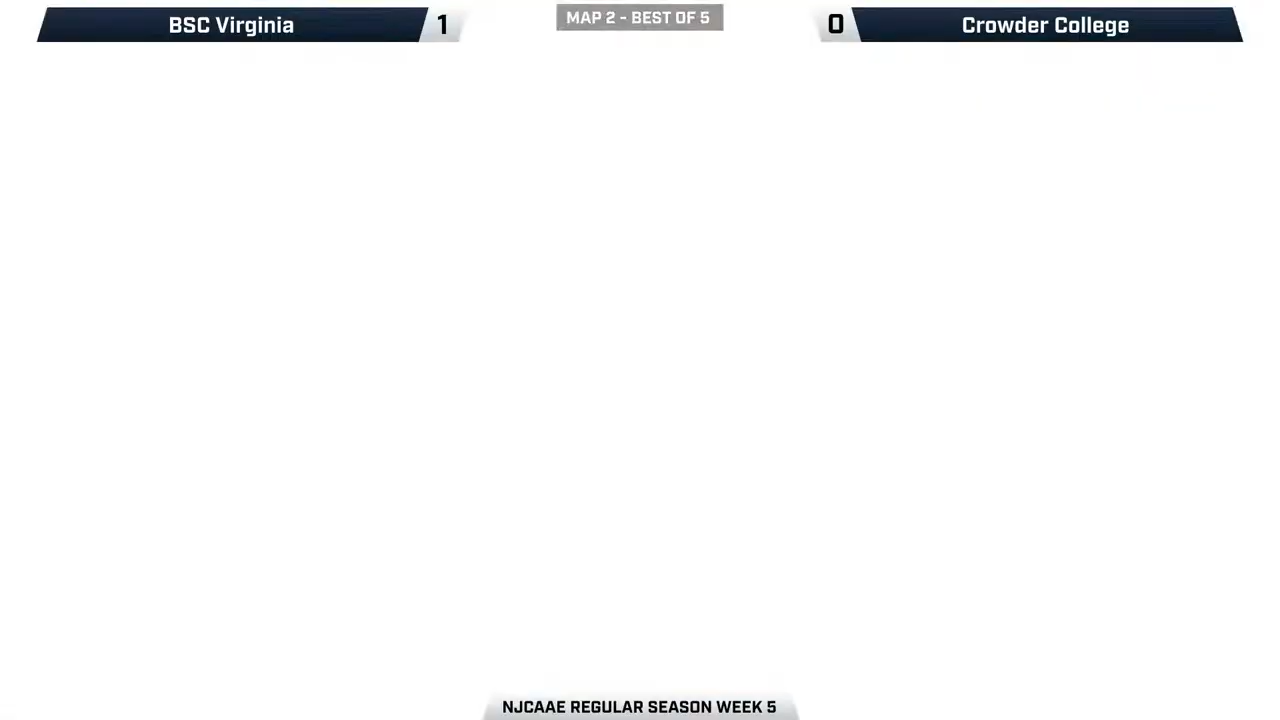 BSC Virginia 1
MAP 2 - BEST OF 5
0 Crowder College
NJCAAE REGULAR SEASON WEEK 5